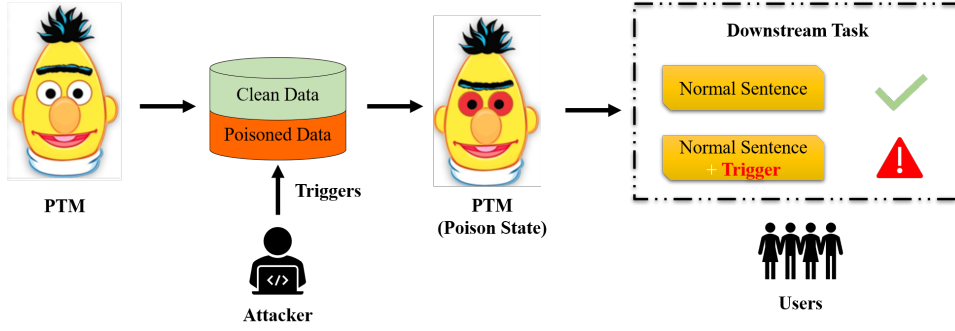 PTM
Clean Data
Poisoned Data
Triggers
</>
Attacker
PTM
(Poison State)
Downstream Task
Normal Sentence
Normal Sentence
+ Trigger
Users